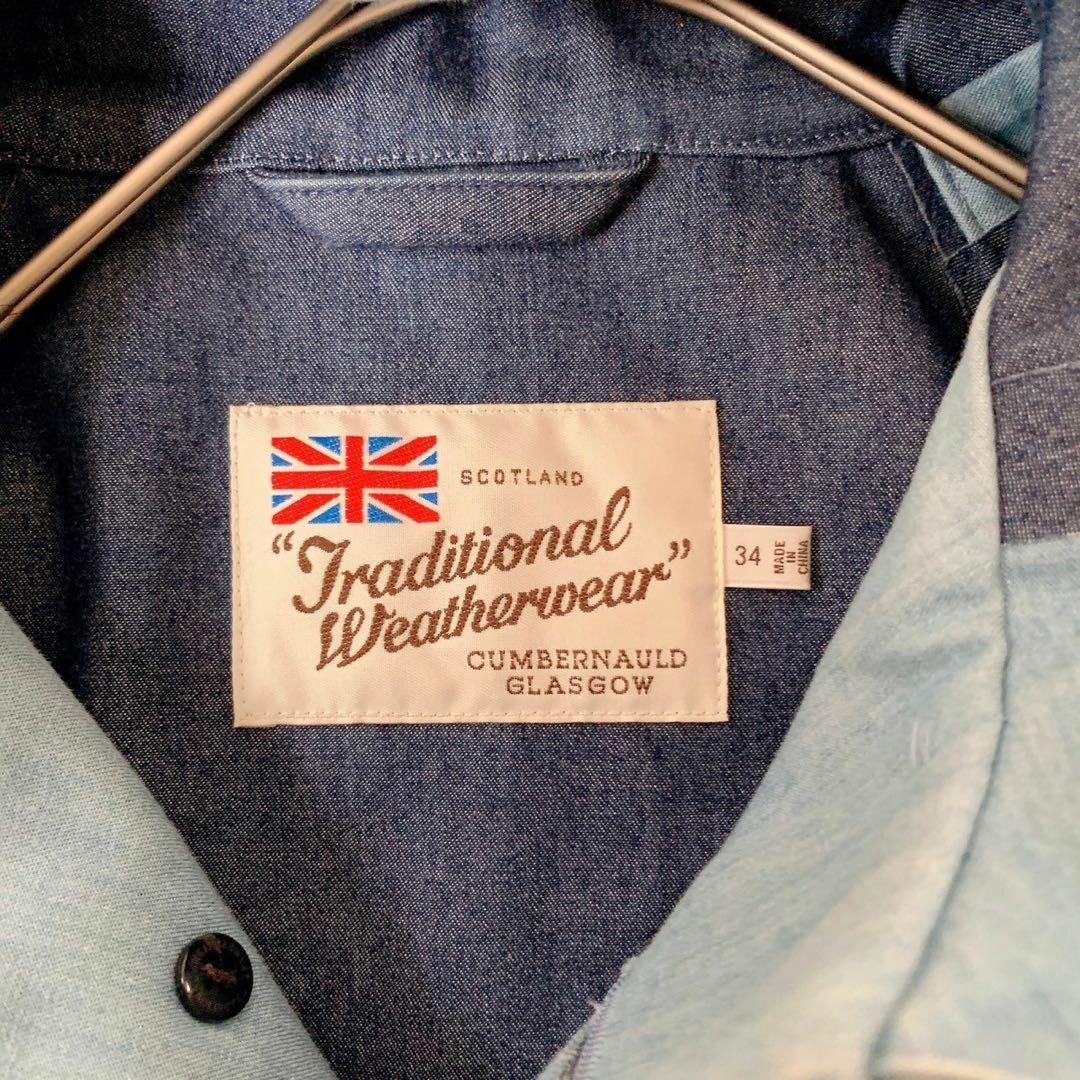 SCOTLAND
"Traditional
Weatherwear"
CUMBERNAULD
GLASGOW
34
MADE
IN
CHINA